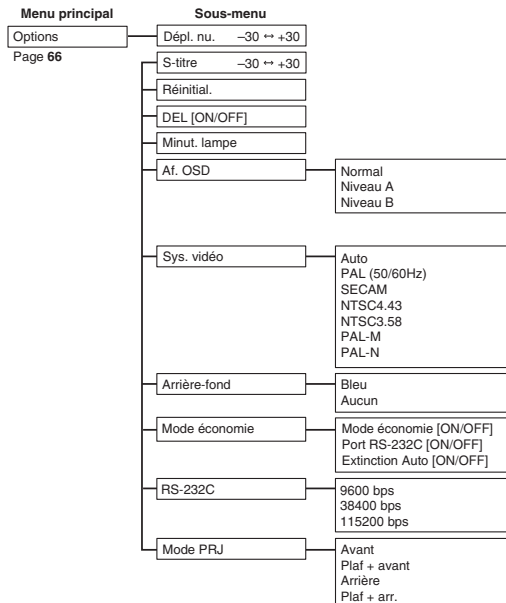 Menu principal
Sous-menu
Options
Page 66
Dépl. nu. –30 ↔ +30
S-titre –30 ↔ +30
Réinitial.
DEL [ON/OFF]
Minut. lampe
Af. OSD
Normal
Niveau A
Niveau B
Sys. vidéo
Auto
PAL (50/60Hz)
SECAM
NTSC4.43
NTSC3.58
PAL-M
PAL-N
Arrière-fond
Bleu
Aucun
Mode économie
Mode économie [ON/OFF]
Port RS-232C [ON/OFF]
Extinction Auto [ON/OFF]
RS-232C
9600 bps
38400 bps
115200 bps
Mode PRJ
Avant
Plaf + avant
Arrière
Plaf + arr.